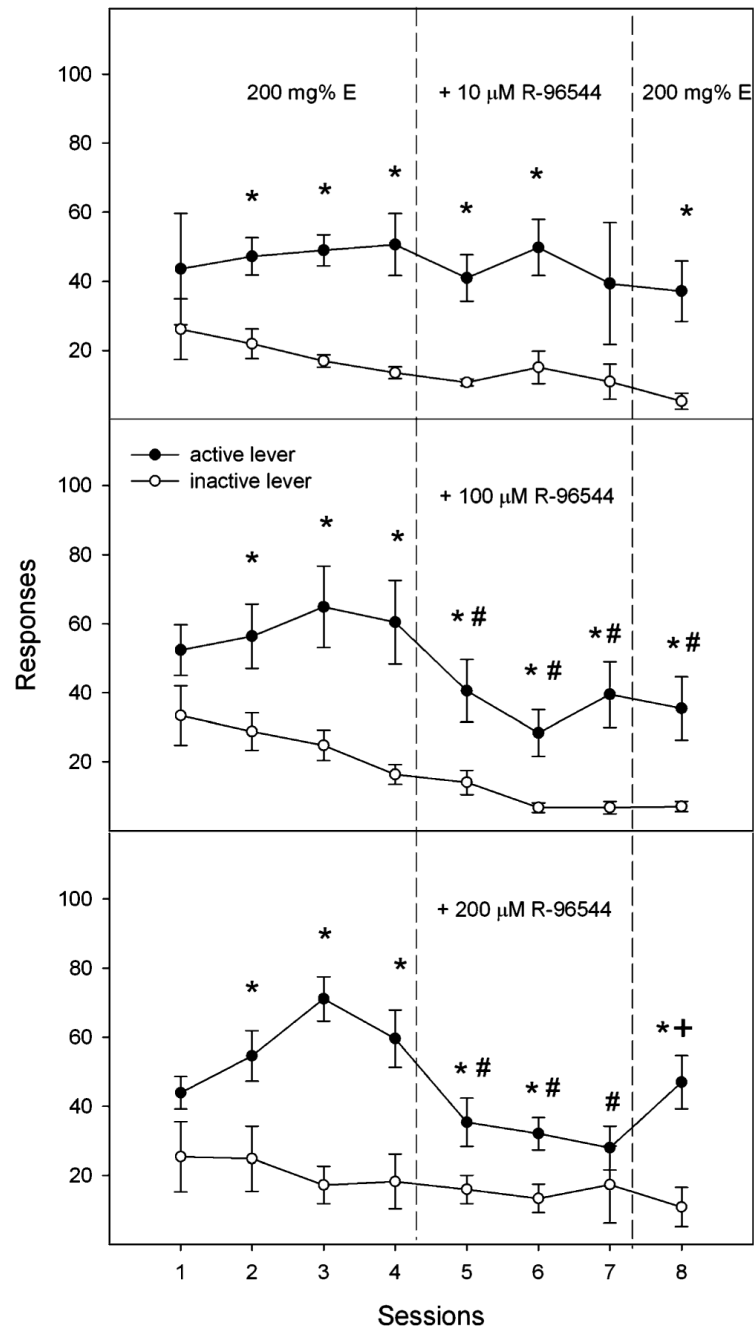 200 mg% E + 10 μM R-96544 200 mg% E
100
80
60
40
20
* * * * * *
active lever
inactive lever
+ 100 μM R-96544
100
80
60
40
20
* * * * # * # * # * #
+ 200 μM R-96544
100
80
60
40
20
* * * * # * # # * +
Responses
1 2 3 4 5 6 7 8
Sessions